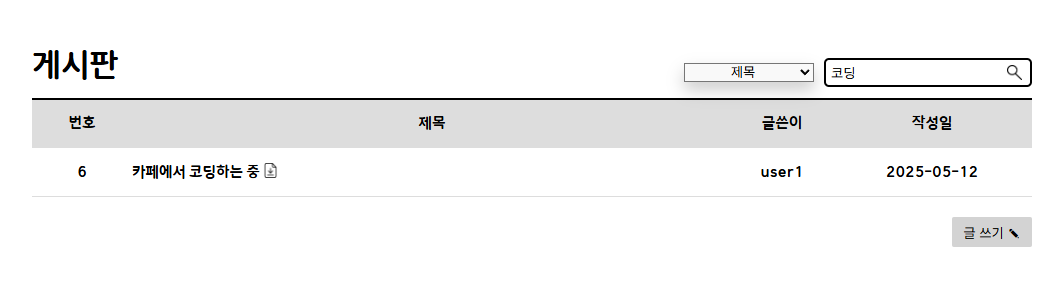 게시판
제목 코딩
번호 제목 글쓴이 작성일
6 카페에서 코딩하는 중 user1 2025-05-12
글 쓰기